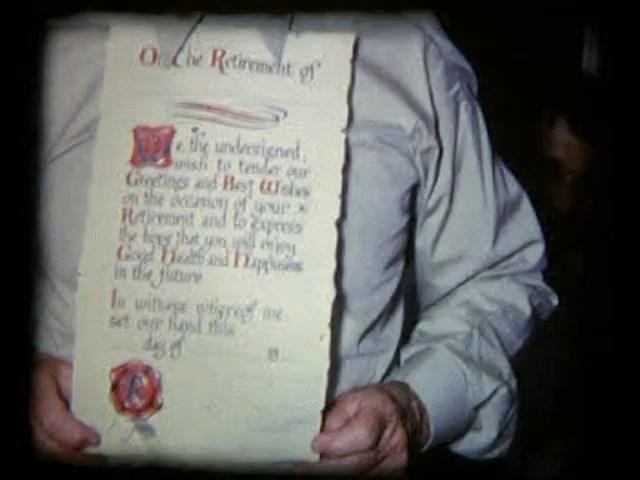 On the Retirement of
We, the undersigned,
wish to tender our
Greetings and Best Wishes
on the occasion of your
Retirement and to express
the hope that you will enjoy
Good Health and Happiness
in the future
In witness whereof we
set our hand this
day of
R